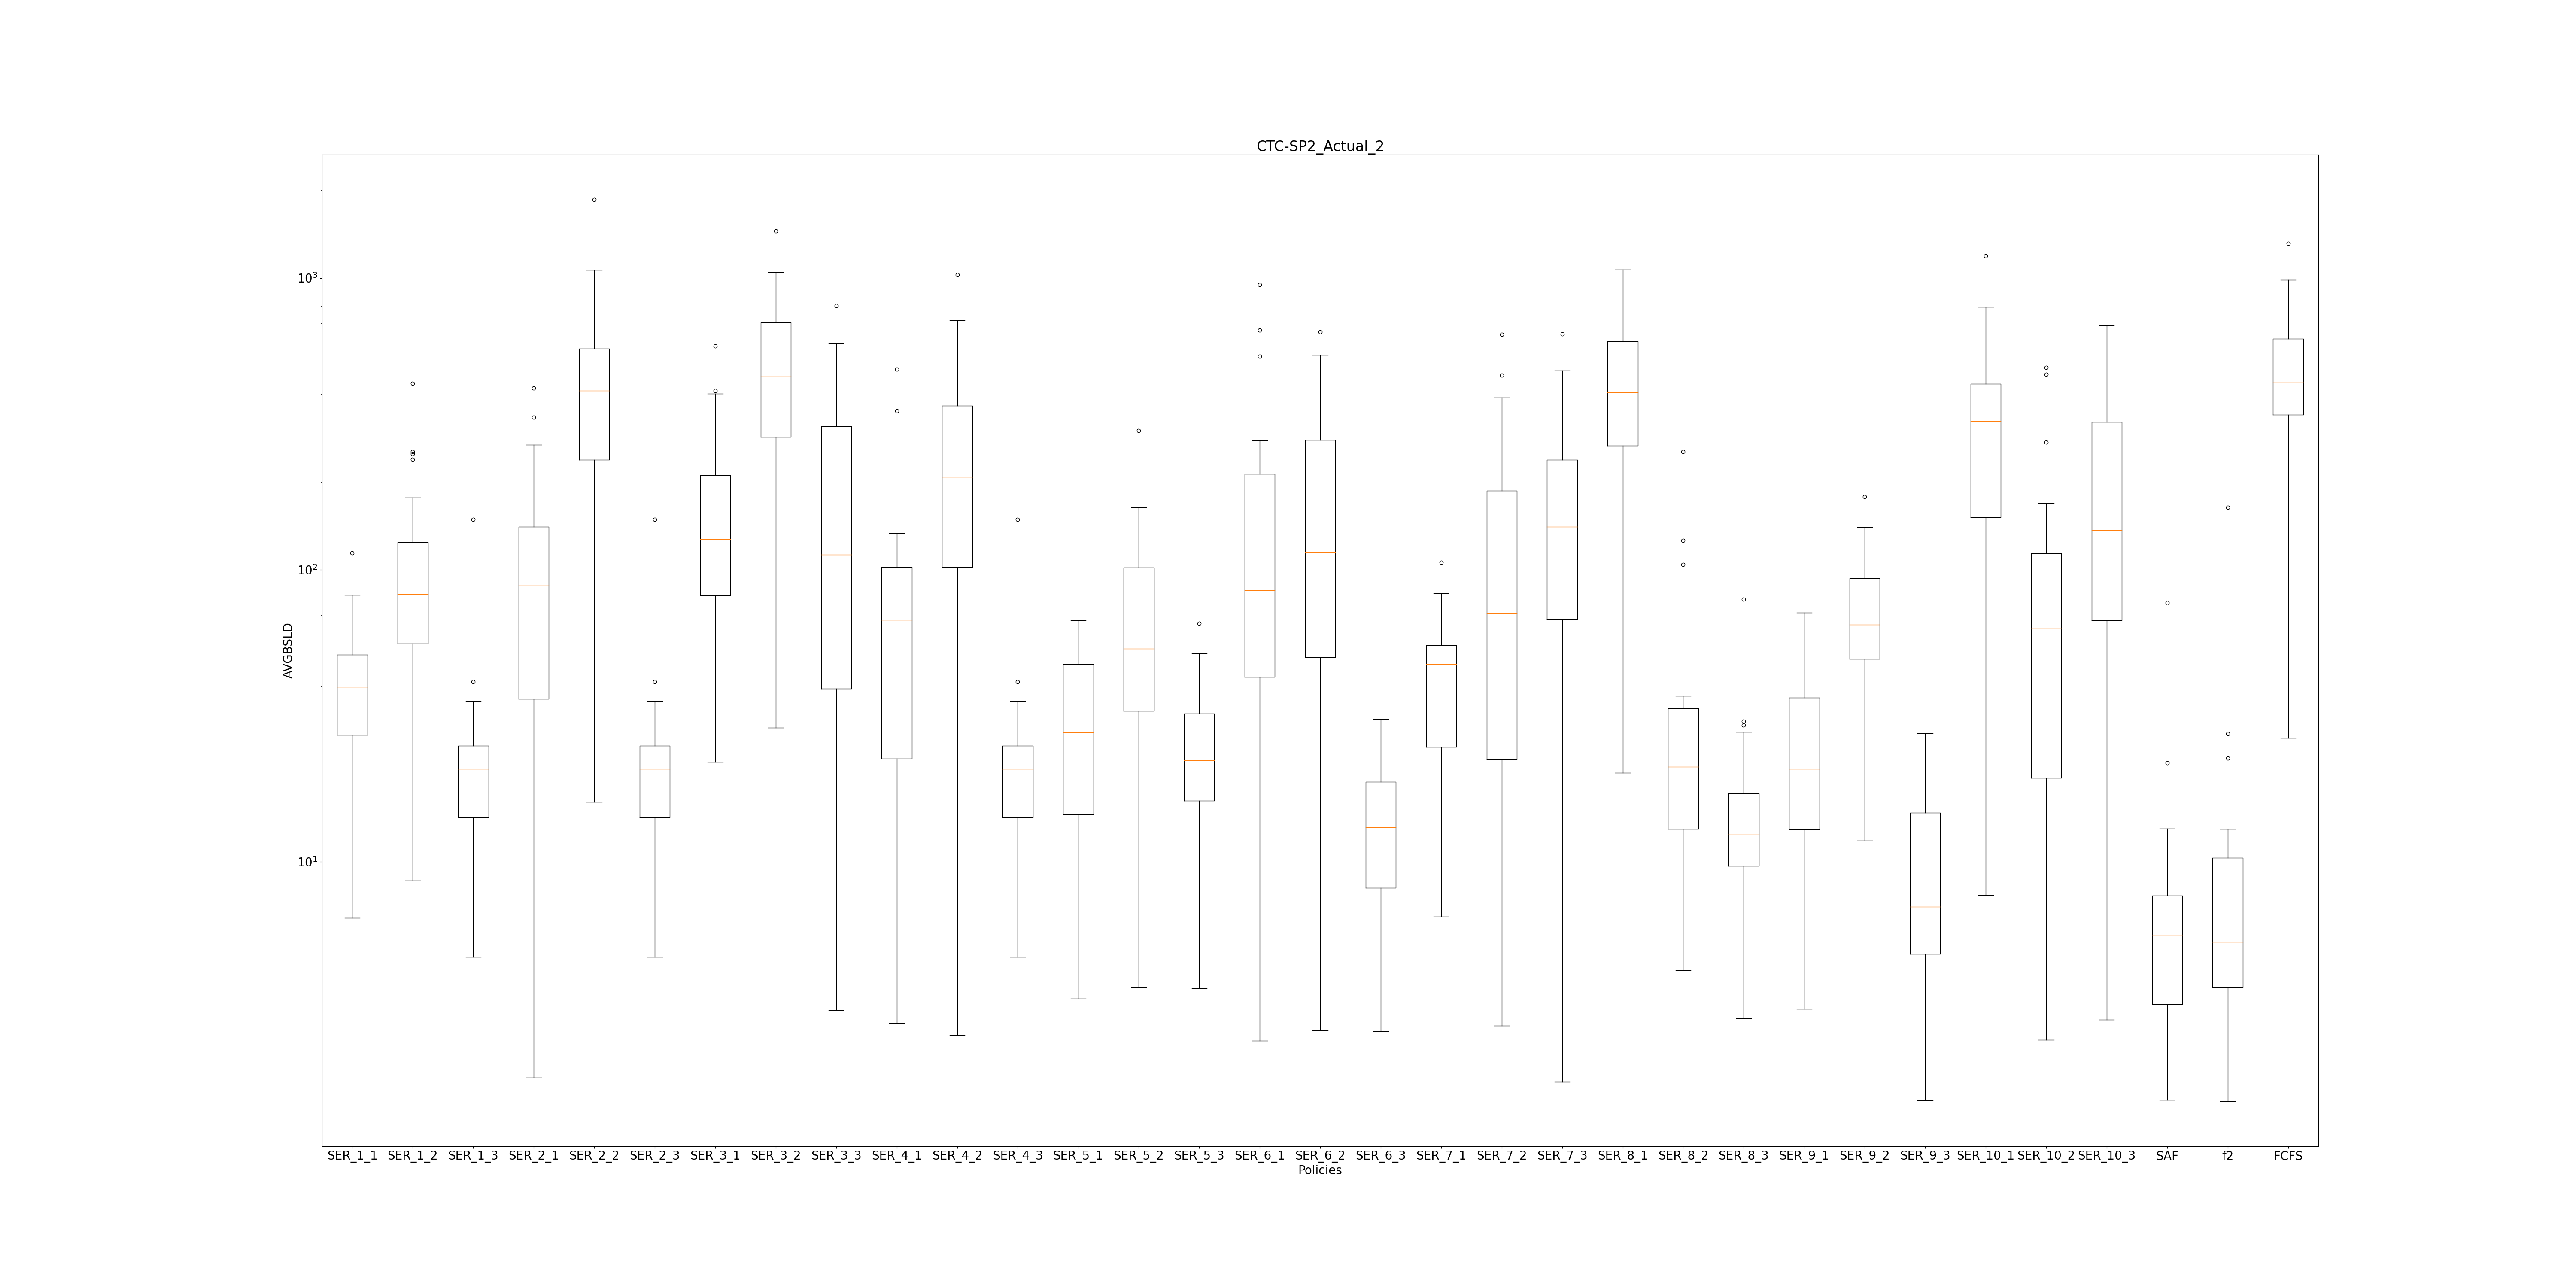 CTC-SP2_Actual_2
10³
10²
10¹
AVGBSLD
SER_1_1 SER_1_2 SER_1_3 SER_2_1 SER_2_2 SER_2_3 SER_3_1 SER_3_2 SER_3_3 SER_4_1 SER_4_2 SER_4_3 SER_5_1 SER_5_2 SER_5_3 SER_6_1 SER_6_2 SER_6_3 SER_7_1 SER_7_2 SER_7_3 SER_8_1 SER_8_2 SER_8_3 SER_9_1 SER_9_2 SER_9_3 SER_10_1 SER_10_2 SER_10_3 SAF f2 FCFS
Policies